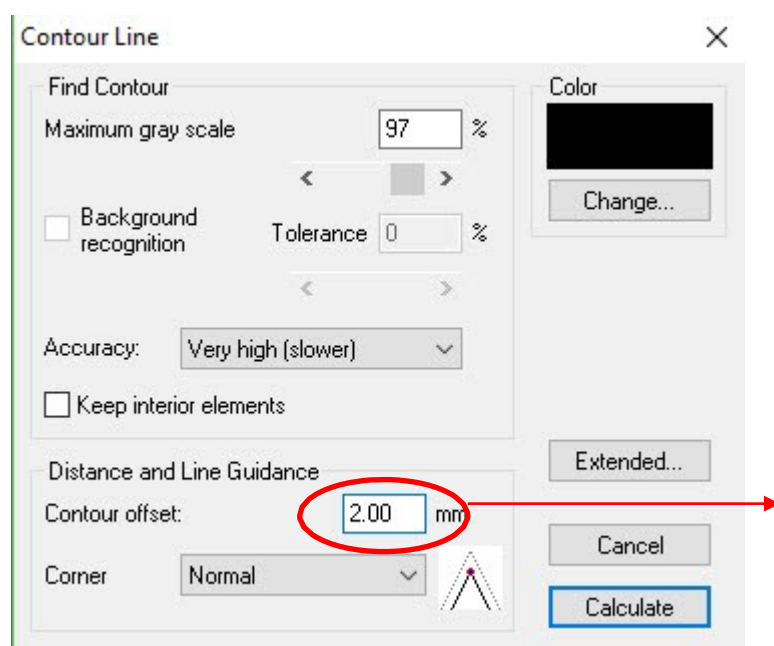 Contour Line
Find Contour
Maximum gray scale 97 %
Background recognition
Tolerance 0 %
Accuracy: Very high (slower)
Keep interior elements
Distance and Line Guidance
Contour offset: 2.00 mm
Corner Normal
Color
Change...
Extended...
Cancel
Calculate